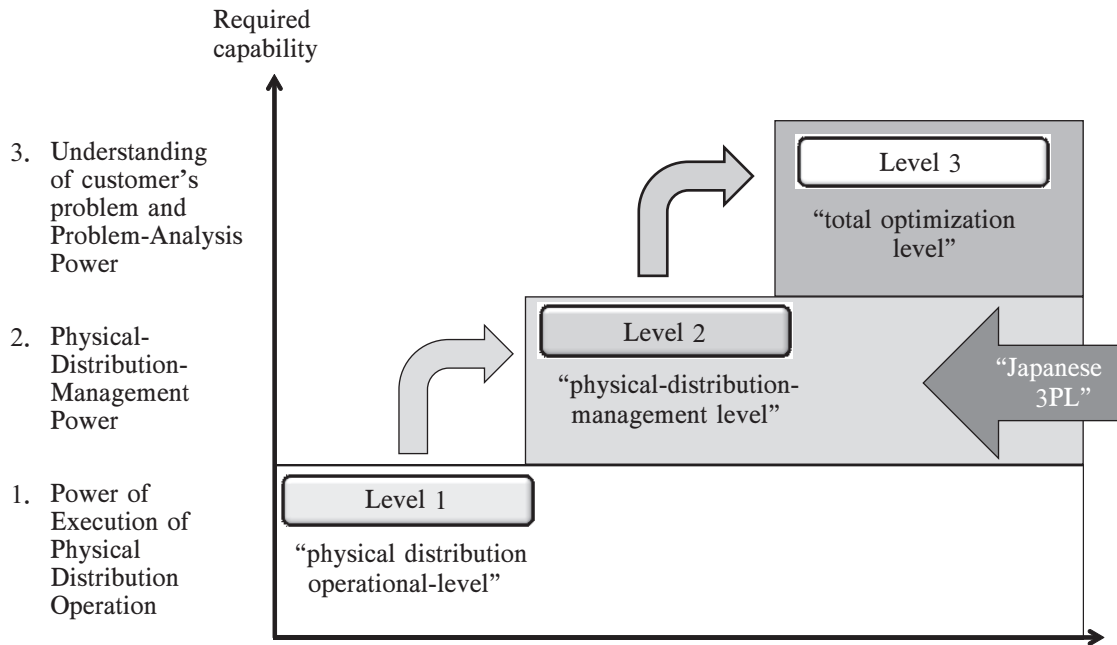 Required
capability
3. Understanding
of customer's
problem and
Problem-Analysis
Power
Level 3
“total optimization
level”
2. Physical-
Distribution-
Management
Power
Level 2
“physical-distribution-
management level”
“Japanese
3PL”
1. Power of
Execution of
Physical
Distribution
Operation
Level 1
“physical distribution
operational-level”